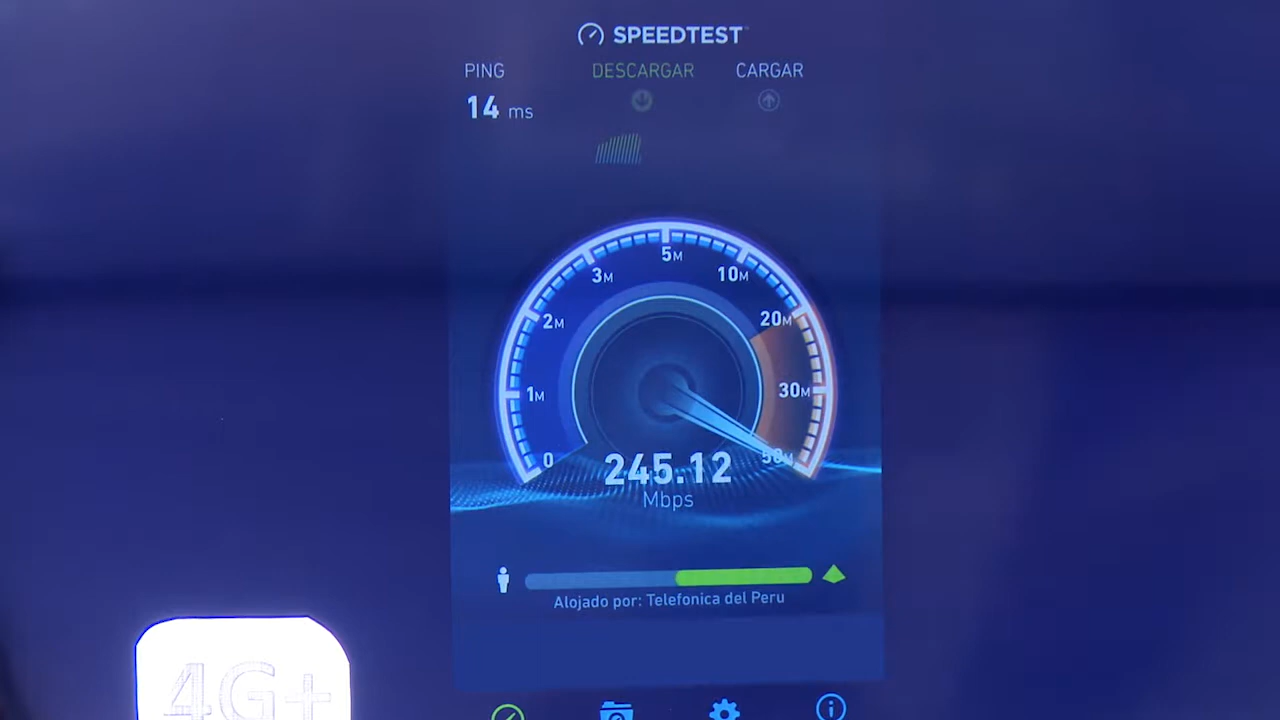 SPEEDTEST
PING DESCARGAR CARGAR
14 ms
5M
3M 10M
2M 20M
1M 30M
0 50M
245.12
Mbps
Alojado por: Telefonica del Peru
4G+